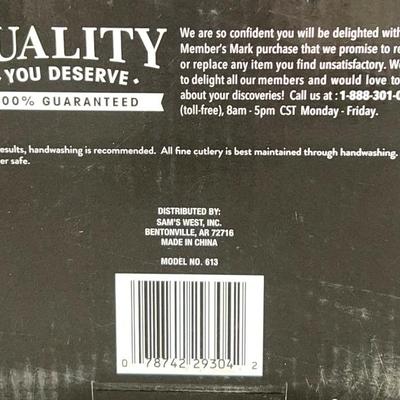 UALITY
YOU DESERVE.
00% GUARANTEED
We are so confident you will be delighted with
Member's Mark purchase that we promise to re
or replace any item you find unsatisfactory. We
to delight all our members and would love to
about your discoveries! Call us at : 1-888-301-0
(toll-free), 8am - 5pm CST Monday - Friday.
esults, handwashing is recommended. All fine cutlery is best maintained through handwashing.
er safe.
DISTRIBUTED BY:
SAM'S WEST, INC.
BENTONVILLE, AR 72716
MADE IN CHINA
MODEL NO. 613
0 78742 29304 2